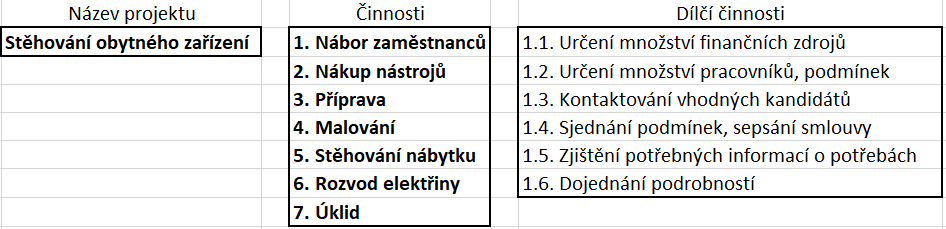 Název projektu
Činnosti
Dílčí činnosti
Stěhování obytného zařízení
1. Nábor zaměstnanců
1.1. Určení množství finančních zdrojů
2. Nákup nástrojů
1.2. Určení množství pracovníků, podmínek
3. Příprava
1.3. Kontaktování vhodných kandidátů
4. Malování
1.4. Sjednání podmínek, sepsání smlouvy
5. Stěhování nábytku
1.5. Zjištění potřebných informací o potřebách
6. Rozvod elektřiny
1.6. Dojednání podrobností
7. Úklid